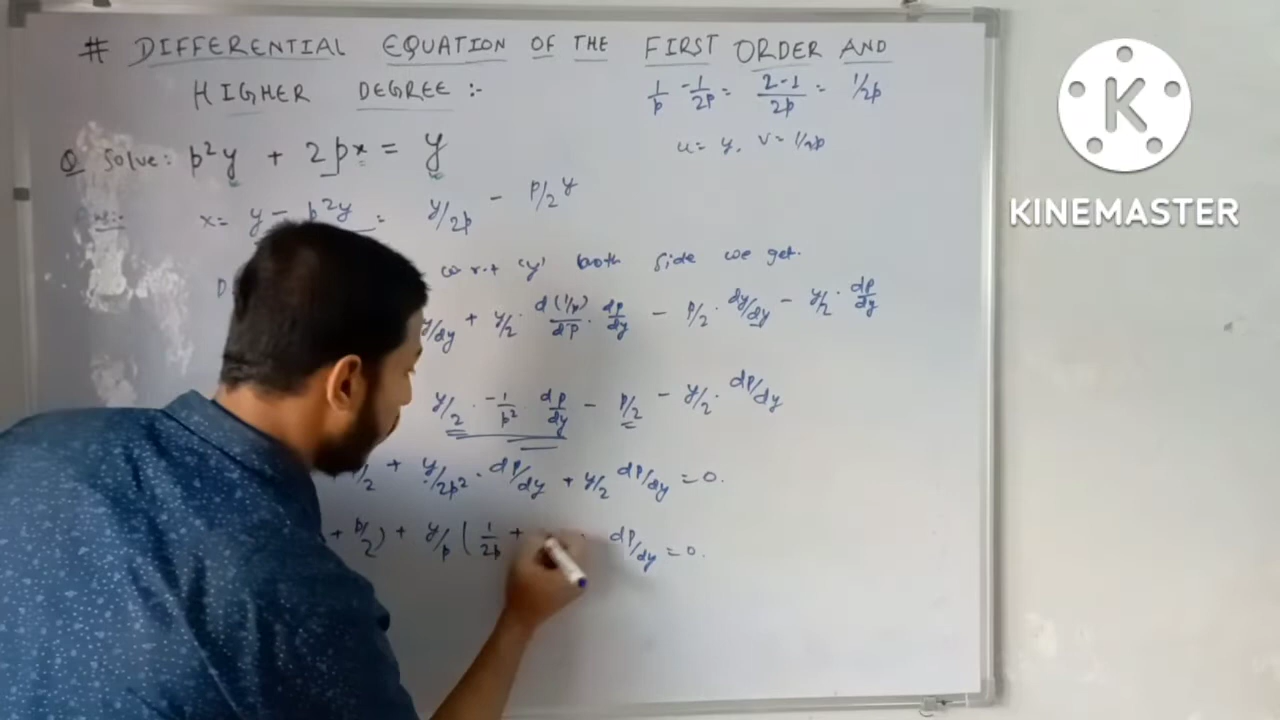 # DIFFERENTIAL EQUATION OF THE FIRST ORDER AND
HIGHER DEGREE :-
1/p - 1/2p = 2-1/2p = 1/2p
u = y, v = 1/2p
Q Solve: p²y + 2px = y
x = y - p²y = y/2p - p/2 y
w.r.t 'y' both side we get.
y/dy + y/2 · d(1/p)/dp · dp/dy - p/2 · dy/dy - y/2 · dp/dy
y/2 · -1/p² · dp/dy - p/2 - y/2 · dp/dy
/2 + y/2p² · dp/dy + y/2 dp/dy = 0.
+ p/2) + y/p (1/2p + dp/dy = 0.
KINEMASTER